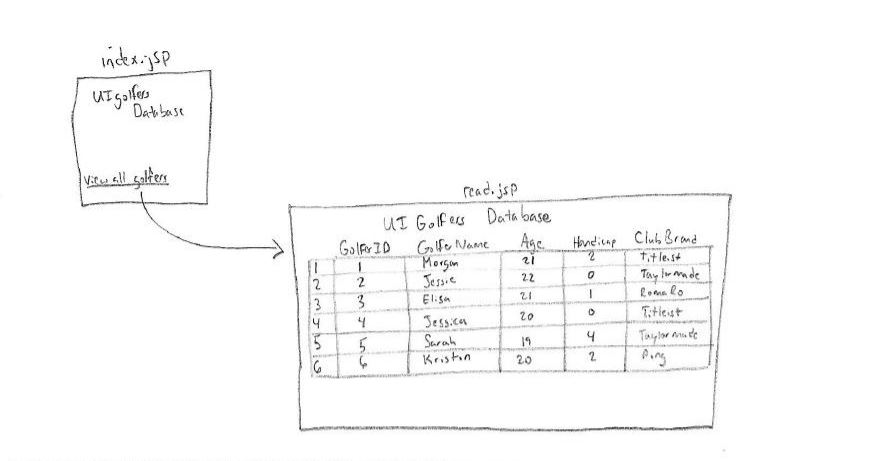 index.jsp
UI golfers
Database
View all golfers
read.jsp
UI Golfers Database
GolferID Golfer Name Age Handicap Club Brand
1 1 Morgan 21 2 Titleist
2 2 Jessie 22 0 Taylormade
3 3 Elisa 21 1 Romaro
4 4 Jessica 20 0 Titleist
5 5 Sarah 19 4 Taylormade
6 6 Kristin 20 2 Ping